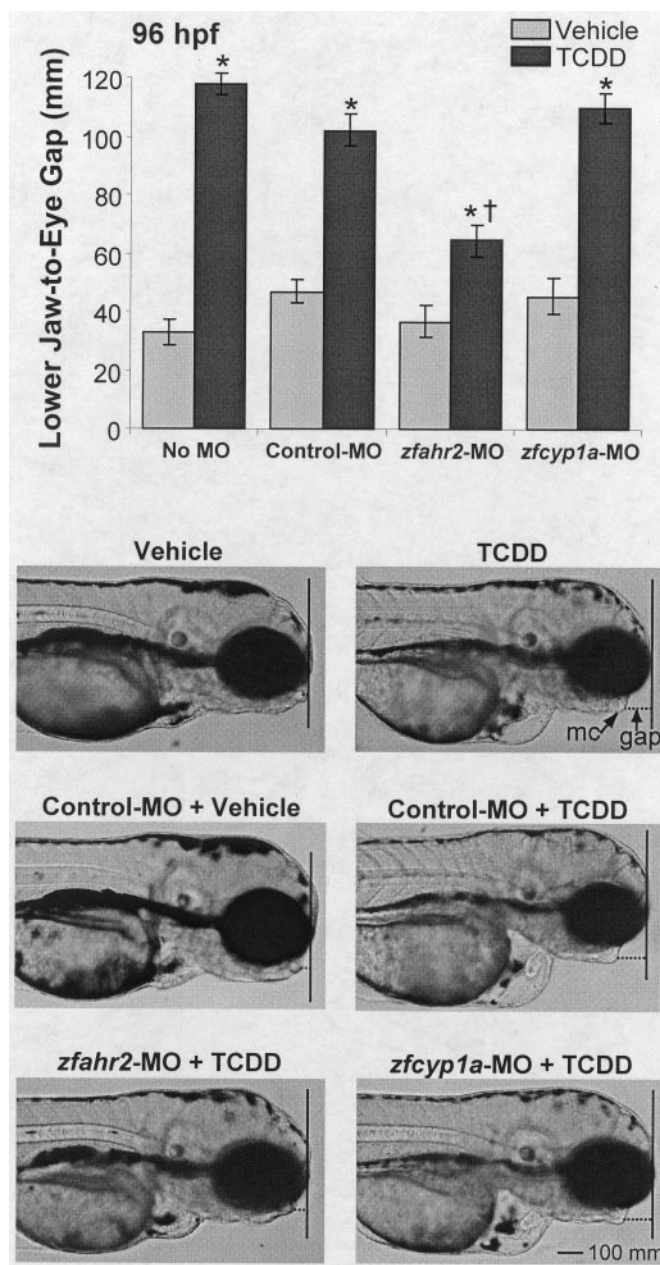 96 hpf
Vehicle
TCDD
Lower Jaw-to-Eye Gap (mm)
120
100
80
60
40
20
0
*
*
*†
*
No MO
Control-MO
zfahr2-MO
zfcyp1a-MO
Vehicle
TCDD
mc
gap
Control-MO + Vehicle
Control-MO + TCDD
zfahr2-MO + TCDD
zfcyp1a-MO + TCDD
100 mm